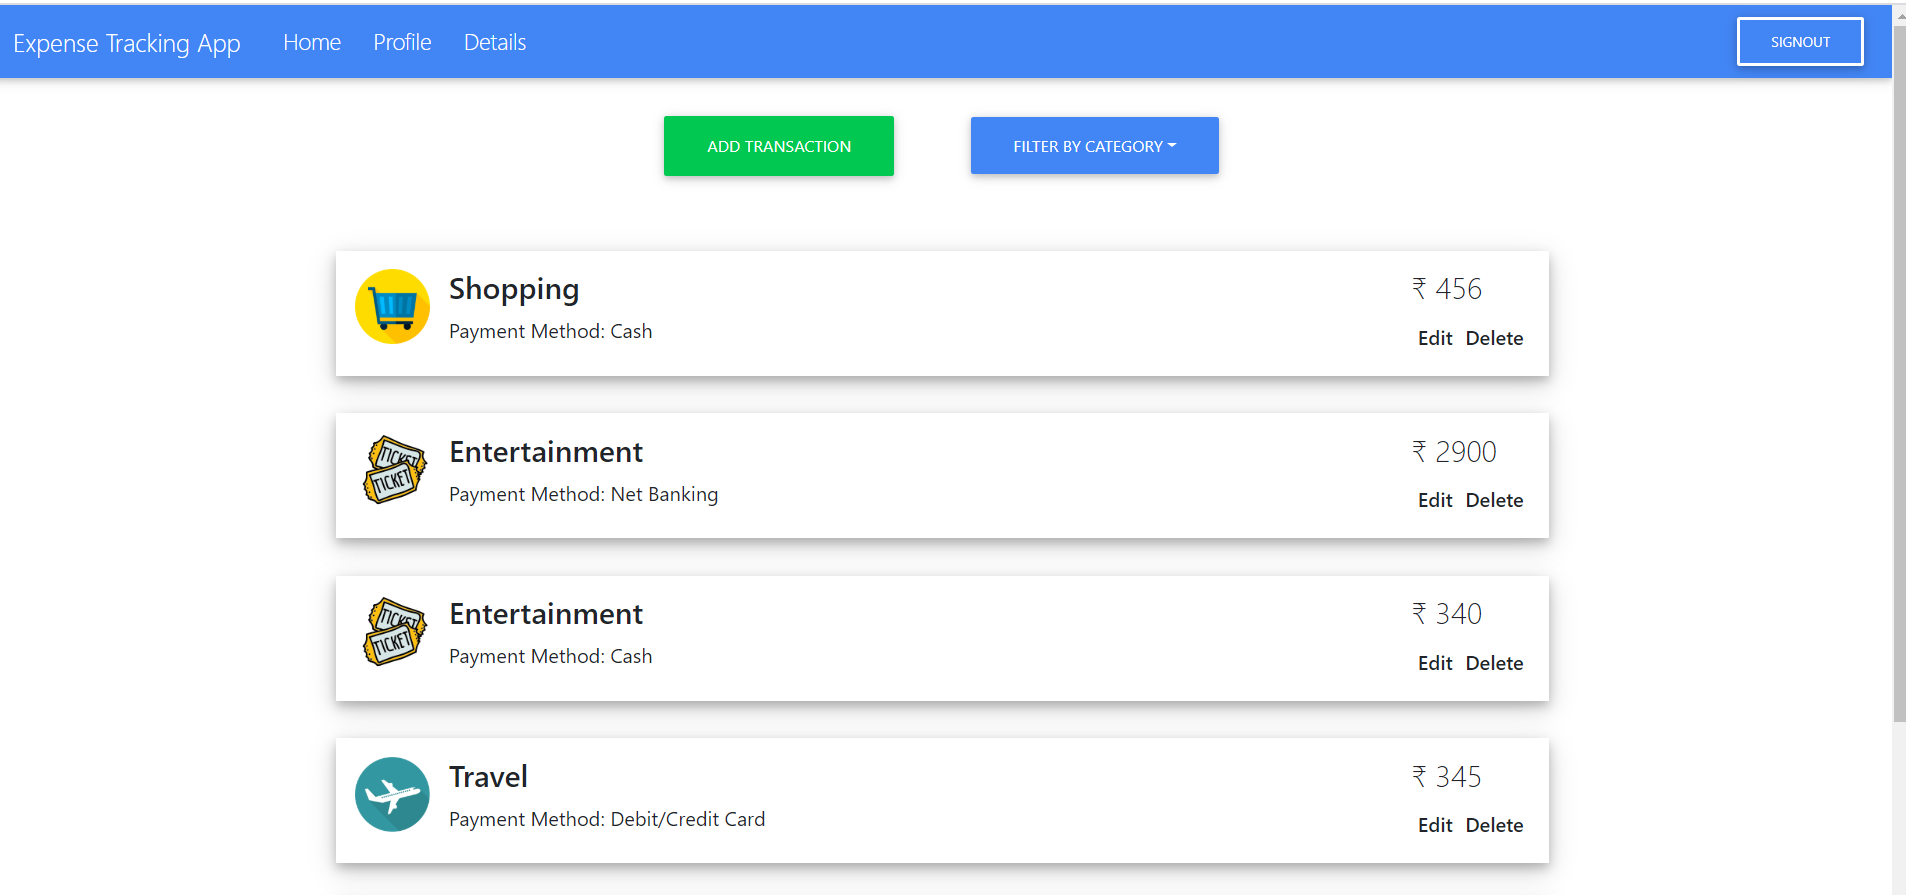 Expense Tracking App Home Profile Details SIGNOUT
ADD TRANSACTION FILTER BY CATEGORY
Shopping ₹ 456
Payment Method: Cash
Edit Delete
TICKET
TICKET
Entertainment ₹ 2900
Payment Method: Net Banking
Edit Delete
TICKET
TICKET
Entertainment ₹ 340
Payment Method: Cash
Edit Delete
Travel ₹ 345
Payment Method: Debit/Credit Card
Edit Delete